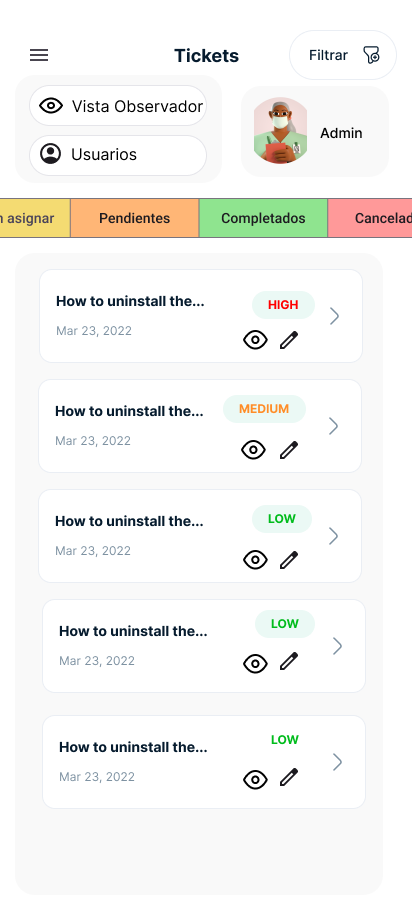 Tickets
Filtrar
Vista Observador
Usuarios
Admin
n asignar
Pendientes
Completados
Cancelad
How to uninstall the...
HIGH
Mar 23, 2022
How to uninstall the...
MEDIUM
Mar 23, 2022
How to uninstall the...
LOW
Mar 23, 2022
How to uninstall the...
LOW
Mar 23, 2022
How to uninstall the...
LOW
Mar 23, 2022